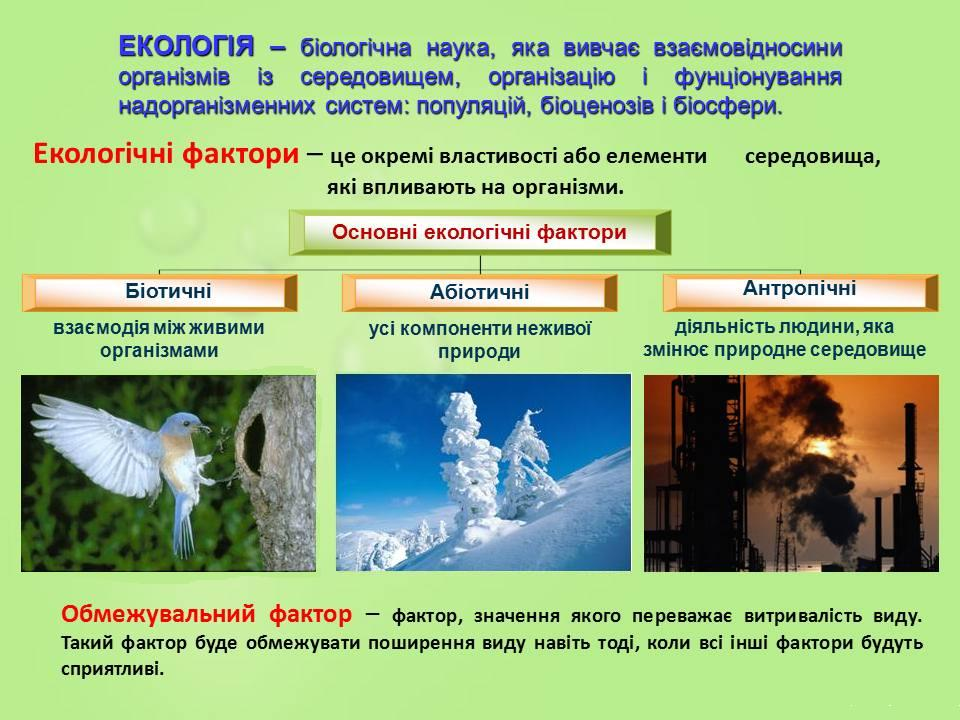 ЕКОЛОГІЯ – біологічна наука, яка вивчає взаємовідносини
організмів із середовищем, організацію і фунціонування
надорганізменних систем: популяцій, біоценозів і біосфери.
Екологічні фактори – це окремі властивості або елементи середовища,
які впливають на організми.
Основні екологічні фактори
Біотичні
Абіотичні
Антропічні
взаємодія між живими
організмами
усі компоненти неживої
природи
діяльність людини, яка
змінює природне середовище
Обмежувальний фактор – фактор, значення якого переважає витривалість виду.
Такий фактор буде обмежувати поширення виду навіть тоді, коли всі інші фактори будуть
сприятливі.